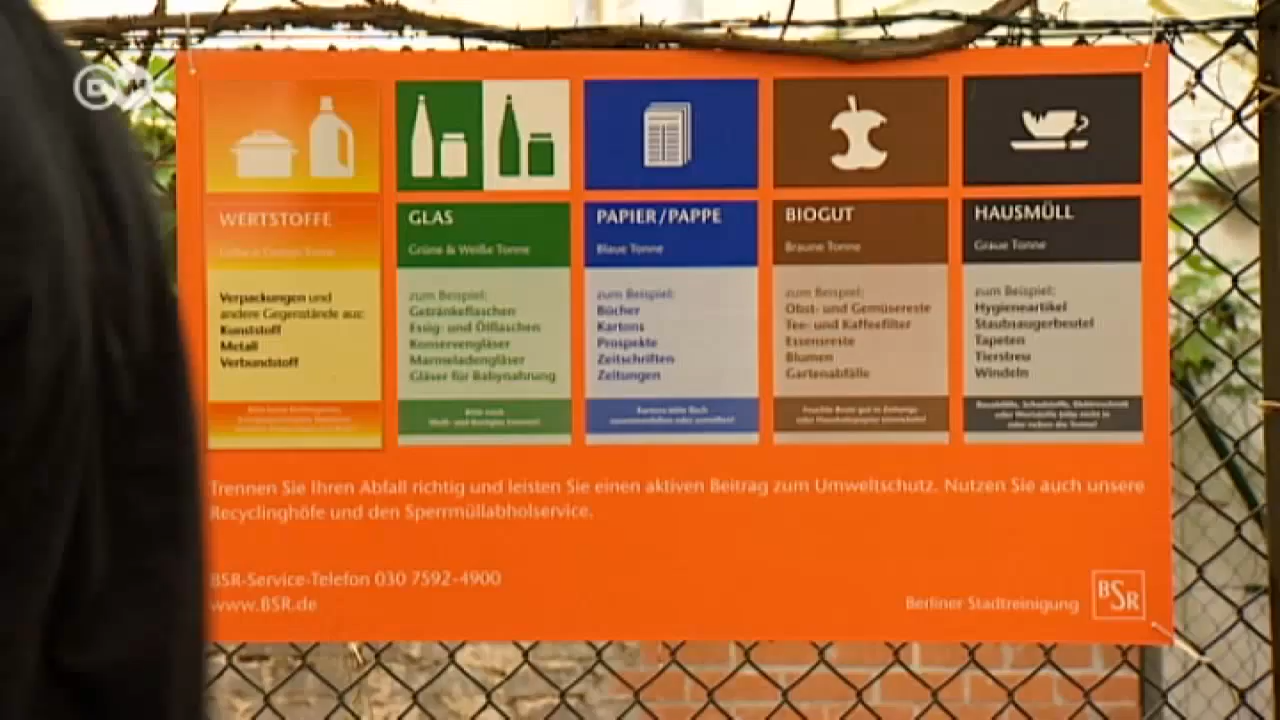 DW
WERTSTOFFE
Verpackungen und
andere Gegenstände aus:
Kunststoff
Metall
Verbundstoff
GLAS
Grüne & Weiße Tonne
zum Beispiel:
Getränkeflaschen
Essig- und Ölflaschen
Konservengläser
Marmeladengläser
Gläser für Babynahrung
PAPIER/PAPPE
Blaue Tonne
zum Beispiel:
Bücher
Kartons
Prospekte
Zeitschriften
Zeitungen
BIOGUT
Braune Tonne
zum Beispiel:
Obst- und Gemüsereste
Tee- und Kaffeefilter
Essensreste
Blumen
Gartenabfälle
HAUSMÜLL
Graue Tonne
zum Beispiel:
Hygieneartikel
Staubsaugerbeutel
Tapeten
Tierstreu
Windeln
Trennen Sie Ihren Abfall richtig und leisten Sie einen aktiven Beitrag zum Umweltschutz. Nutzen Sie auch unsere
Recyclinghöfe und den Sperrmüllabholservice.
BSR-Service-Telefon 030 7592-4900
www.BSR.de
Berliner Stadtreinigung
BSR